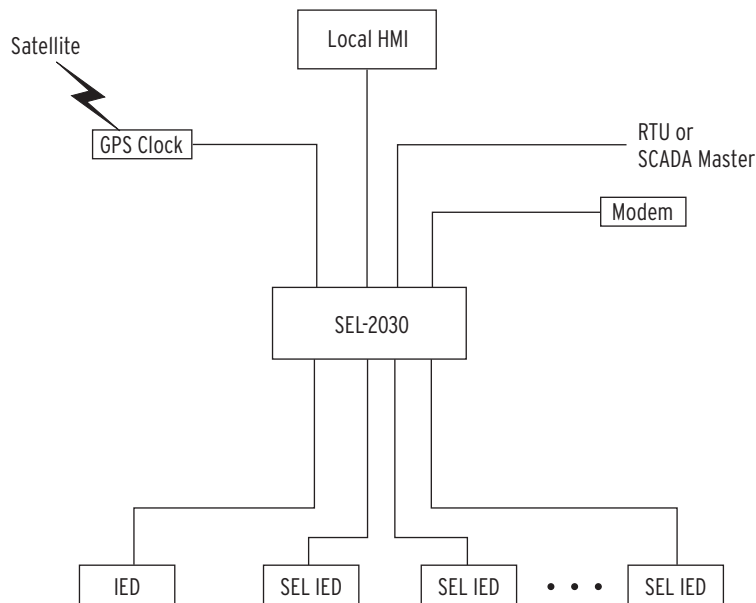 Local HMI
Satellite
GPS Clock
RTU or
SCADA Master
Modem
SEL-2030
IED
SEL IED
SEL IED
• • •
SEL IED